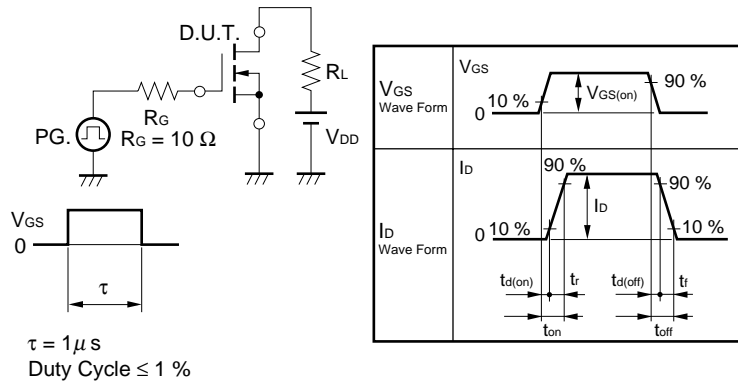 D.U.T.
RL
RG
PG.
RG = 10 Ω
VDD
VGS
0
τ
τ = 1μ s
Duty Cycle ≤ 1 %
VGS
Wave Form
VGS
10 %
0
VGS(on)
90 %
ID
Wave Form
ID
90 %
90 %
ID
0 10 %
10 %
td(on)
tr
td(off)
tf
ton
toff